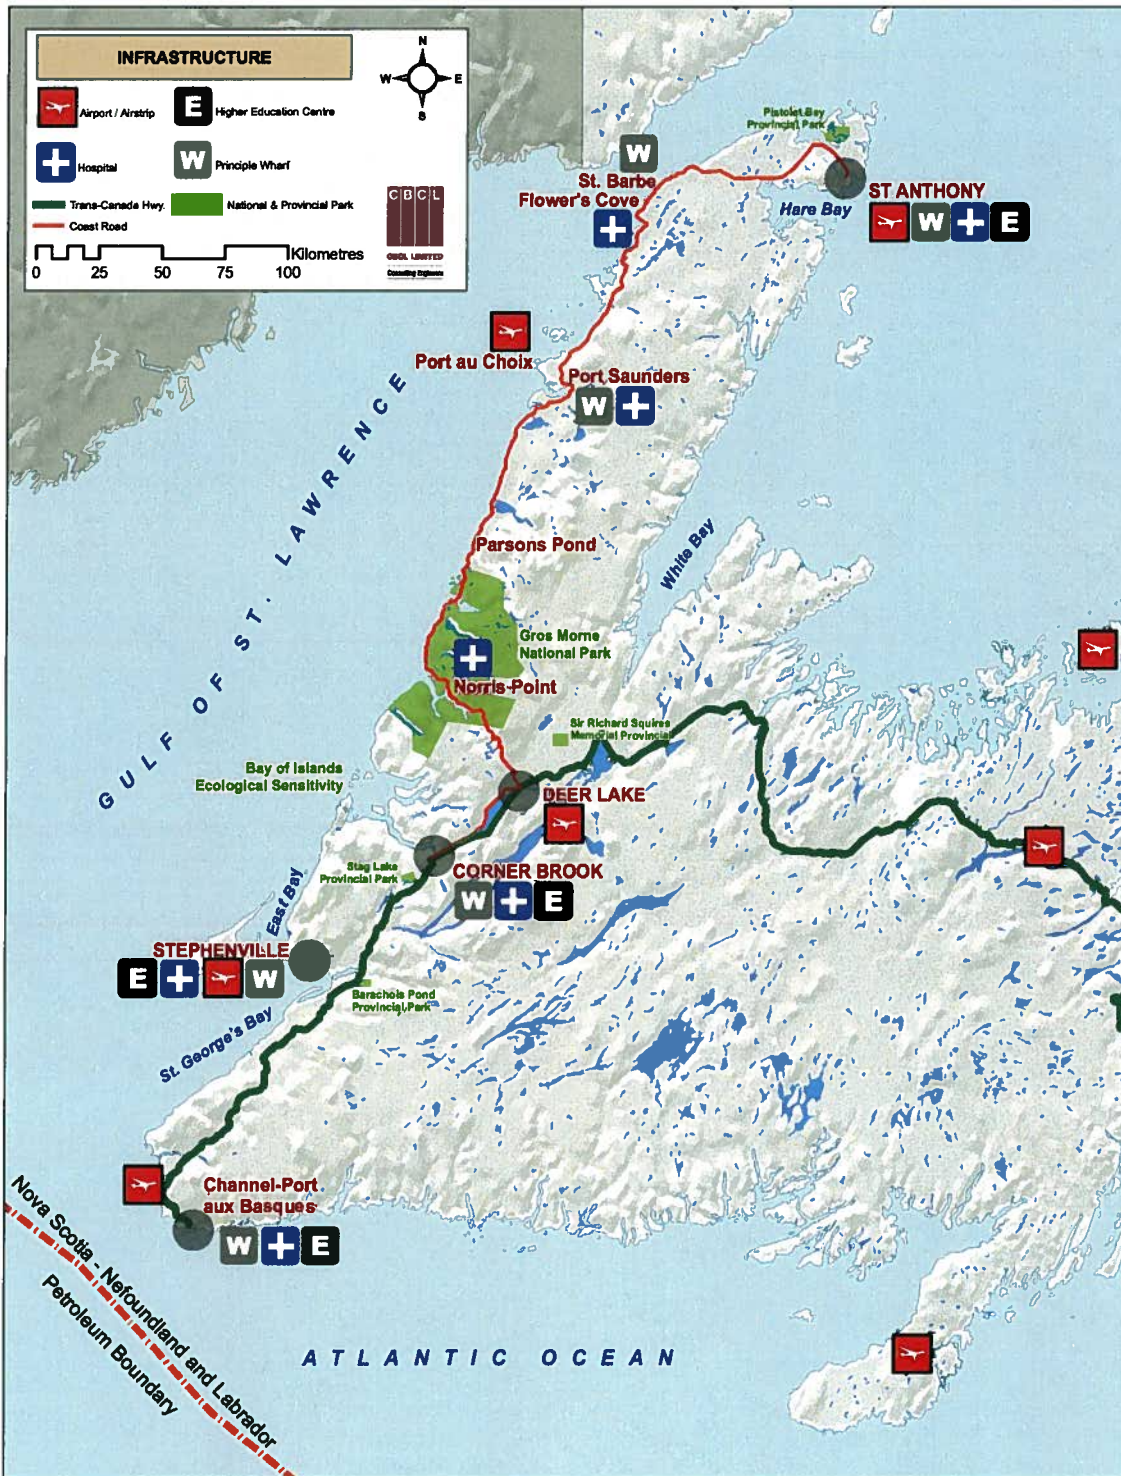 INFRASTRUCTURE
Airport / Airstrip
E
Higher Education Centre
Hospital
W
Principle Wharf
Trans-Canada Hwy.
National & Provincial Park
Coast Road
Kilometres
0 25 50 75 100
N
W E
S
C B C L
CBCL LIMITED
Consulting Engineers
Pistolet Bay
Provincial Park
W
St. Barbe
Flower's Cove
ST ANTHONY
W E
Hare Bay
Port au Choix
Port Saunders
W
GULF OF ST. LAWRENCE
Parsons Pond
White Bay
Gros Morne
National Park
Norris-Point
Sir Richard Squires
Memorial Provincial
Bay of Islands
Ecological Sensitivity
DEER LAKE
Stag Lake
Provincial Park
CORNER BROOK
W E
East Bay
STEPHENVILLE
E W
Barachois Pond
Provincial Park
St. George's Bay
Channel-Port
aux Basques
W E
Nova Scotia - Nefoundland and Labrador
Petroleum Boundary
ATLANTIC OCEAN